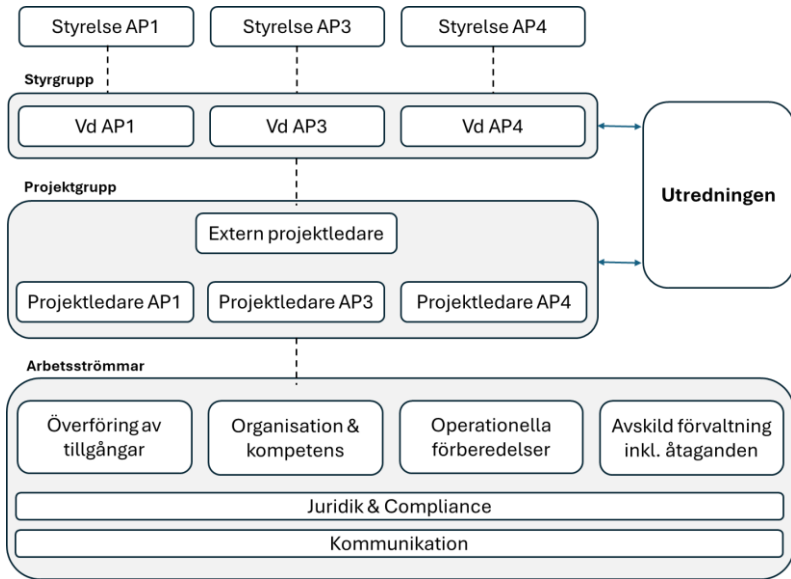 Styrelse AP1
Styrelse AP3
Styrelse AP4
Styrgrupp
Vd AP1
Vd AP3
Vd AP4
Utredningen
Projektgrupp
Extern projektledare
Projektledare AP1
Projektledare AP3
Projektledare AP4
Arbetsströmmar
Överföring av
tillgångar
Organisation &
kompetens
Operationella
förberedelser
Avskild förvaltning
inkl. åtaganden
Juridik & Compliance
Kommunikation